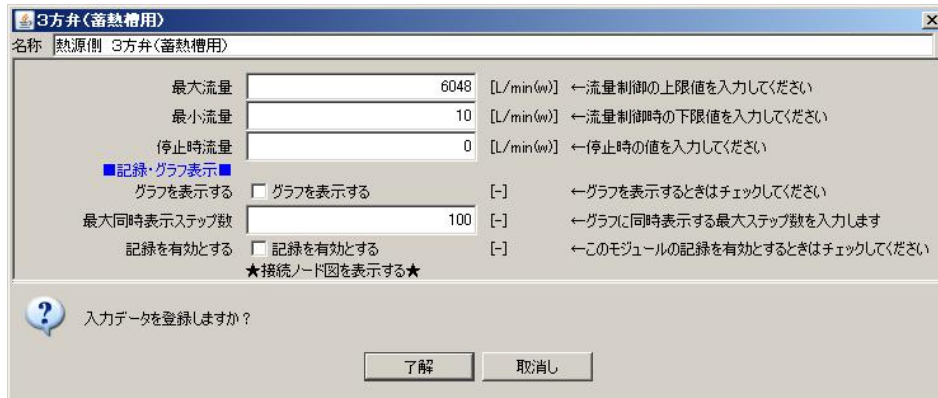 3方弁(蓄熱槽用)
名称 熱源側 3方弁(蓄熱槽用)
最大流量 6048 [L/min(w)] ←流量制御の上限値を入力してください
最小流量 10 [L/min(w)] ←流量制御時の下限値を入力してください
停止時流量 0 [L/min(w)] ←停止時の値を入力してください
■記録・グラフ表示■
グラフを表示する グラフを表示する [-] ←グラフを表示するときはチェックしてください
最大同時表示ステップ数 100 [-] ←グラフに同時表示する最大ステップ数を入力します
記録を有効とする 記録を有効とする [-] ←このモジュールの記録を有効とするときはチェックしてください
★接続ノード図を表示する★
入力データを登録しますか?
了解 取消し